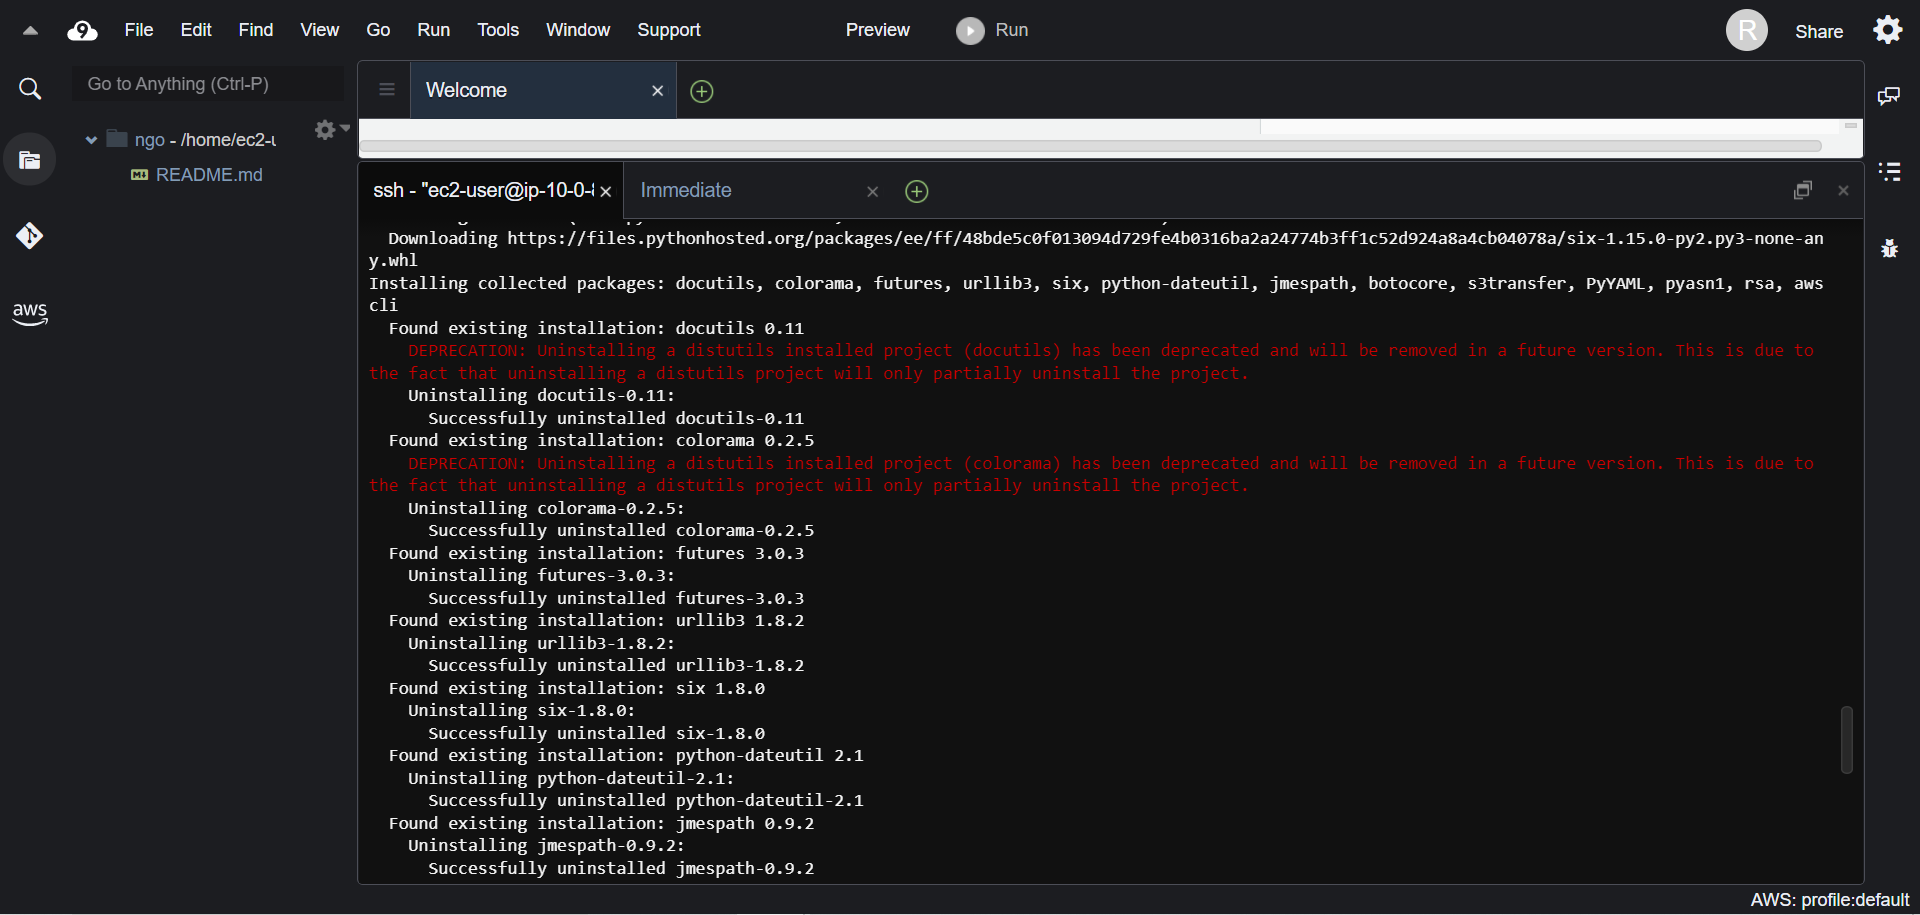 File Edit Find View Go Run Tools Window Support Preview Run R Share
Go to Anything (Ctrl-P)
Welcome
ngo - /home/ec2-u
README.md
aws
ssh - "ec2-user@ip-10-0- Immediate
Downloading https://files.pythonhosted.org/packages/ee/ff/48bde5c0f013094d729fe4b0316ba2a24774b3ff1c52d924a8a4cb04078a/six-1.15.0-py2.py3-none-an
y.whl
Installing collected packages: docutils, colorama, futures, urllib3, six, python-dateutil, jmespath, botocore, s3transfer, PyYAML, pyasn1, rsa, aws
cli
Found existing installation: docutils 0.11
DEPRECATION: Uninstalling a distutils installed project (docutils) has been deprecated and will be removed in a future version. This is due to
the fact that uninstalling a distutils project will only partially uninstall the project.
Uninstalling docutils-0.11:
Successfully uninstalled docutils-0.11
Found existing installation: colorama 0.2.5
DEPRECATION: Uninstalling a distutils installed project (colorama) has been deprecated and will be removed in a future version. This is due to
the fact that uninstalling a distutils project will only partially uninstall the project.
Uninstalling colorama-0.2.5:
Successfully uninstalled colorama-0.2.5
Found existing installation: futures 3.0.3
Uninstalling futures-3.0.3:
Successfully uninstalled futures-3.0.3
Found existing installation: urllib3 1.8.2
Uninstalling urllib3-1.8.2:
Successfully uninstalled urllib3-1.8.2
Found existing installation: six 1.8.0
Uninstalling six-1.8.0:
Successfully uninstalled six-1.8.0
Found existing installation: python-dateutil 2.1
Uninstalling python-dateutil-2.1:
Successfully uninstalled python-dateutil-2.1
Found existing installation: jmespath 0.9.2
Uninstalling jmespath-0.9.2:
Successfully uninstalled jmespath-0.9.2
AWS: profile:default